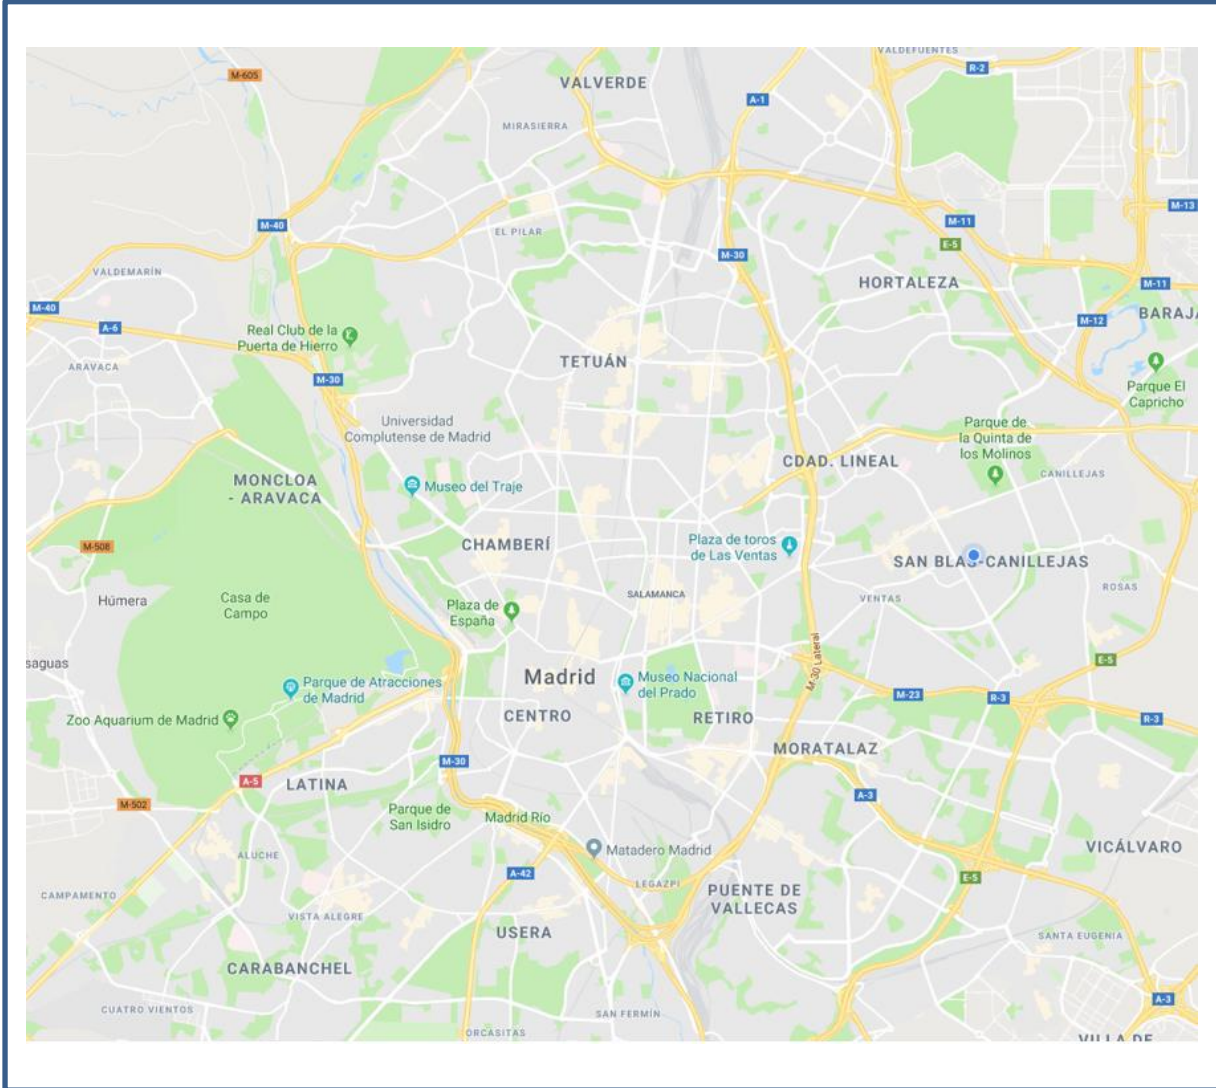 VALDEFUENTES
R-2
M-605
VALVERDE
A-1
MIRASIERRA
M-13
M-40
M-11
EL PILAR
E-5
M-30
VALDEMARÍN
HORTALEZA
M-11
M-40
BARAJA
M-12
A-6
Real Club de la
Puerta de Hierro
TETUÁN
ARAVACA
M-30
Parque El
Capricho
Universidad
Complutense de Madrid
Parque de
la Quinta de
los Molinos
CDAD. LINEAL
CANILLEJAS
MONCLOA
- ARAVACA
Museo del Traje
M-508
CHAMBERÍ
Plaza de toros
de Las Ventas
SAN BLAS-CANILLEJAS
ROSAS
Húmera
Casa de
Campo
SALAMANCA
VENTAS
Plaza de
España
saguas
M-30 Lateral
E-5
Madrid
Museo Nacional
del Prado
Parque de Atracciones
de Madrid
M-23
R-3
Zoo Aquarium de Madrid
CENTRO
RETIRO
R-3
MORATALAZ
M-30
A-5
LATINA
A-3
M-502
Parque de
San Isidro
Madrid Río
Matadero Madrid
VICÁLVARO
ALUCHE
A-42
LEGAZPI
E-5
CAMPAMENTO
PUENTE DE
VALLECAS
VISTA ALEGRE
USERA
SANTA EUGENIA
CARABANCHEL
A-3
CUATRO VIENTOS
SAN FERMÍN
ORCASITAS
VILLA DE